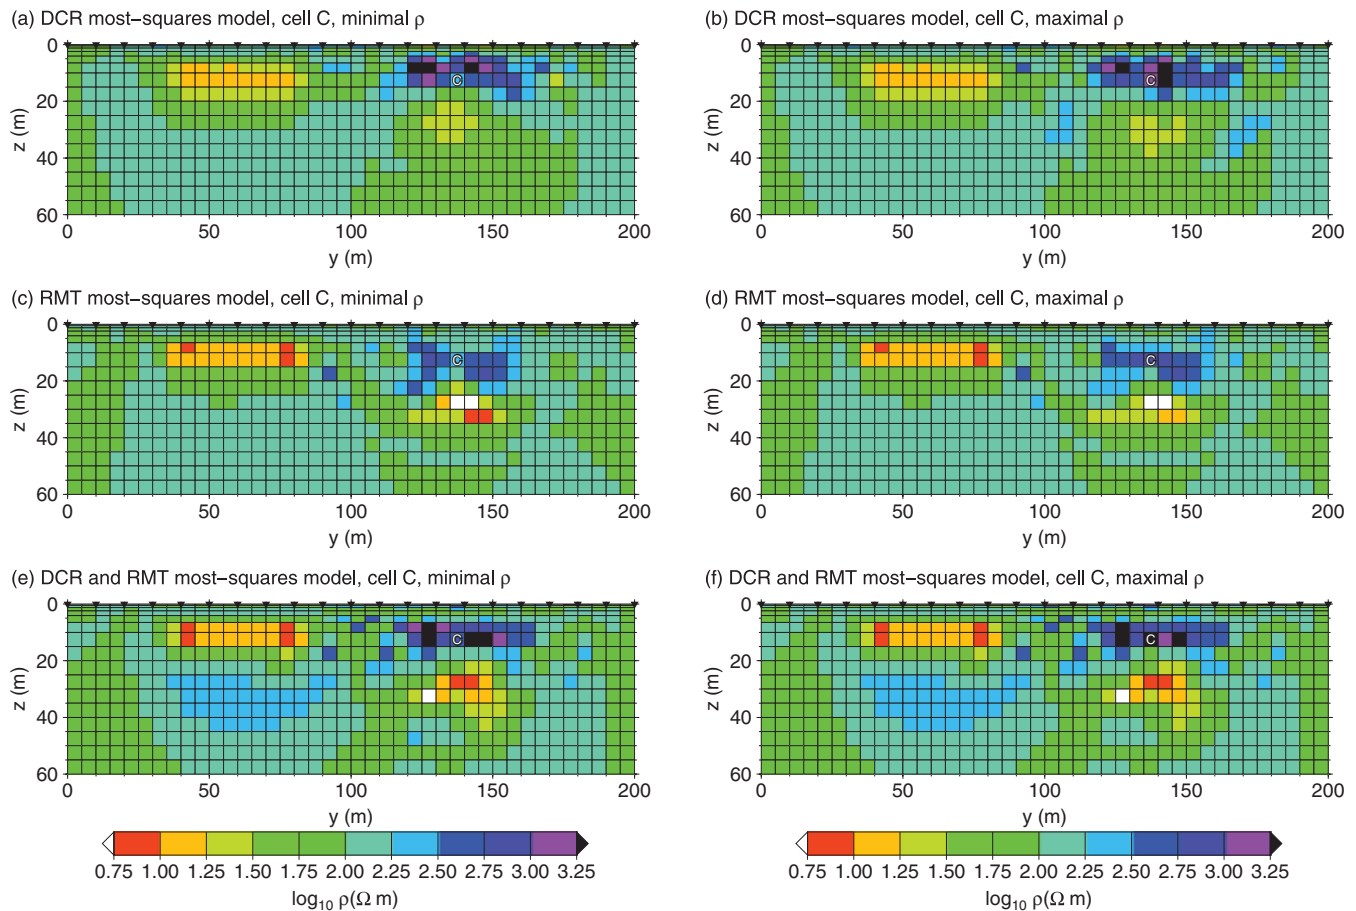 (a) DCR most−squares model, cell C, minimal ρ
(b) DCR most−squares model, cell C, maximal ρ
0
20
40
60
z (m)
C
0 50 100 150 200
y (m)
0
20
40
60
z (m)
C
0 50 100 150 200
y (m)
(c) RMT most−squares model, cell C, minimal ρ
(d) RMT most−squares model, cell C, maximal ρ
0
20
40
60
z (m)
C
0 50 100 150 200
y (m)
0
20
40
60
z (m)
C
0 50 100 150 200
y (m)
(e) DCR and RMT most−squares model, cell C, minimal ρ
(f) DCR and RMT most−squares model, cell C, maximal ρ
0
20
40
60
z (m)
C
0 50 100 150 200
y (m)
0
20
40
60
z (m)
C
0 50 100 150 200
y (m)
0.75 1.00 1.25 1.50 1.75 2.00 2.25 2.50 2.75 3.00 3.25
log10 ρ(Ω m)
0.75 1.00 1.25 1.50 1.75 2.00 2.25 2.50 2.75 3.00 3.25
log10 ρ(Ω m)